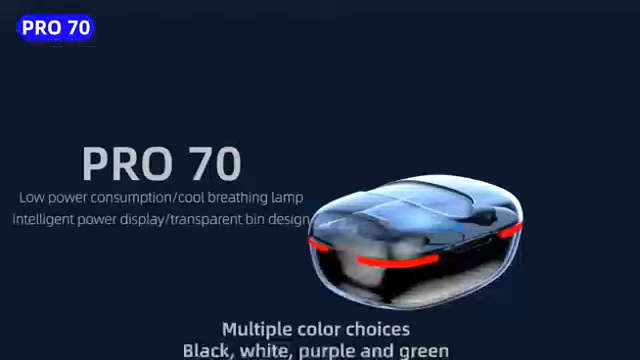 PRO 70
PRO 70
Low power consumption/cool breathing lamp
Intelligent power display/transparent bin design
Multiple color choices
Black, white, purple and green